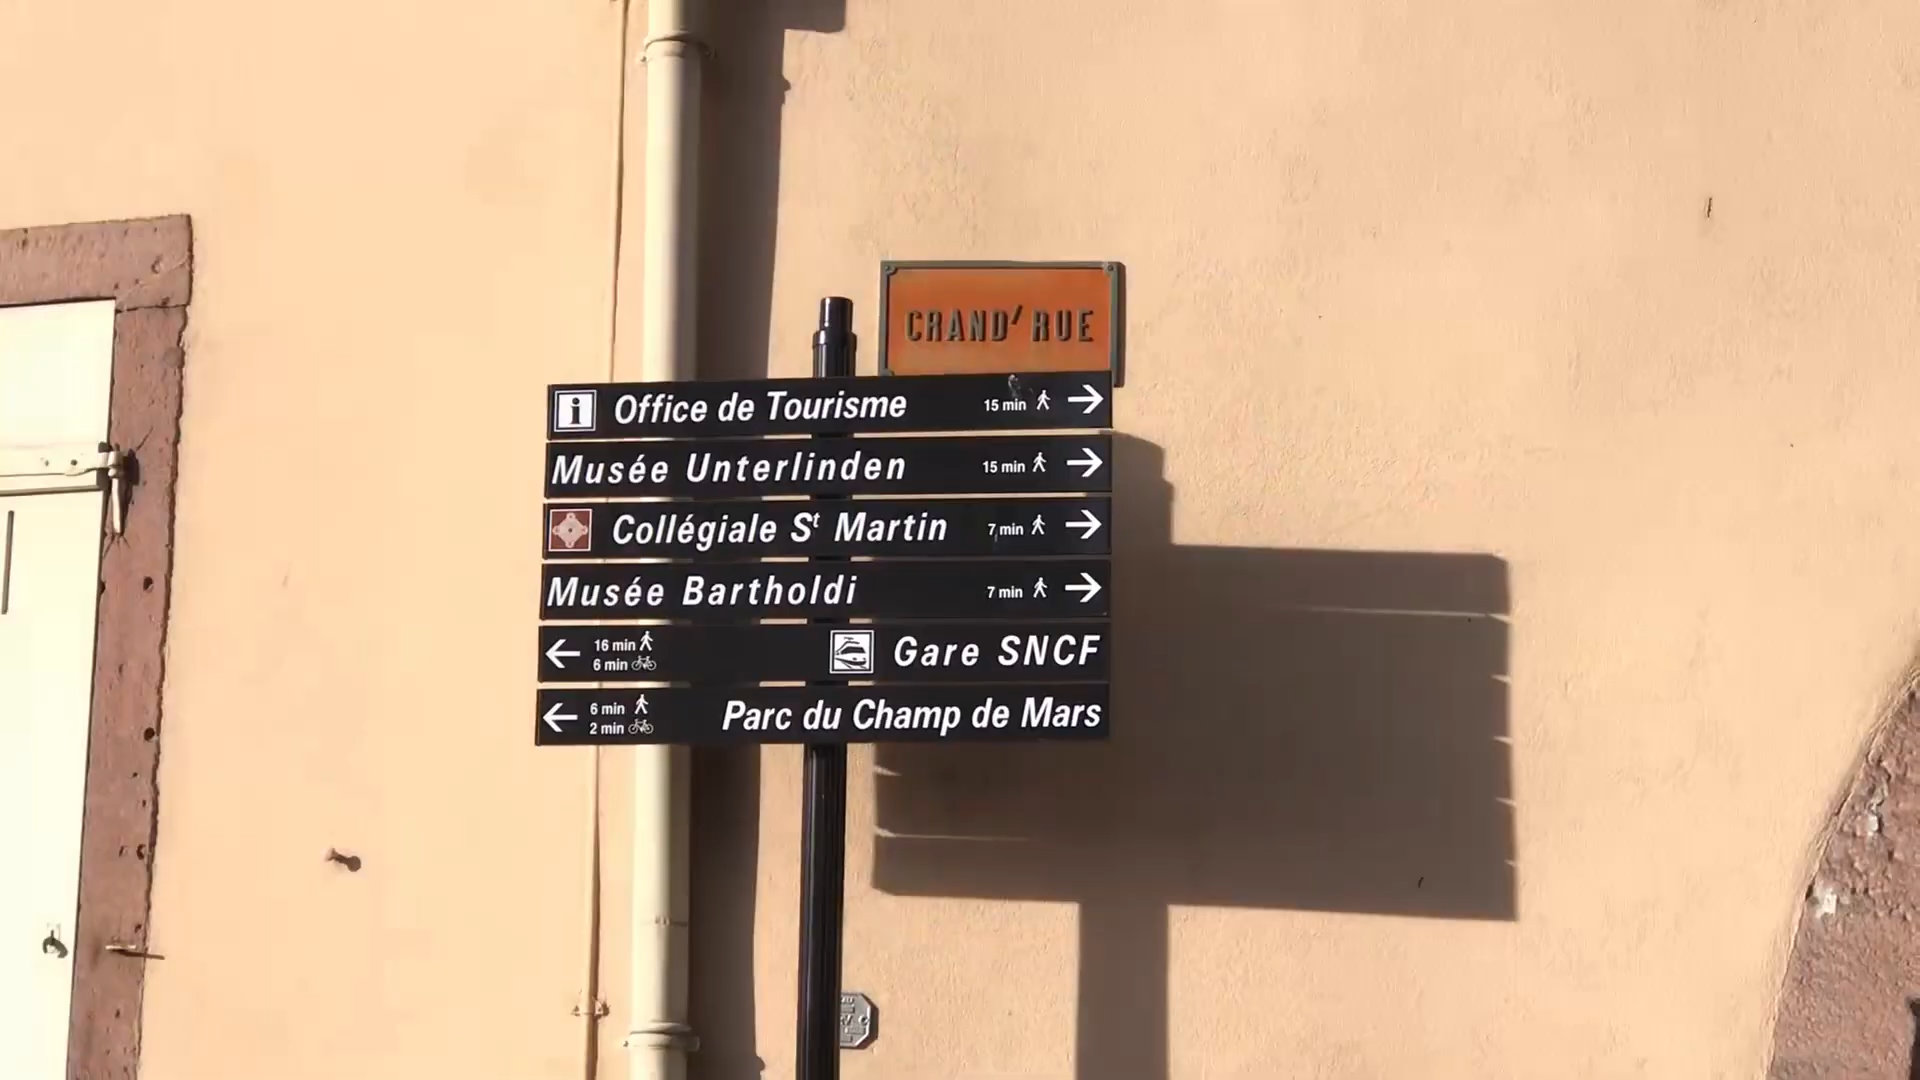 GRAND' RUE
i Office de Tourisme 15 min
Musée Unterlinden 15 min
Collégiale St Martin 7 min
Musée Bartholdi 7 min
16 min
6 min
Gare SNCF
6 min
2 min
Parc du Champ de Mars